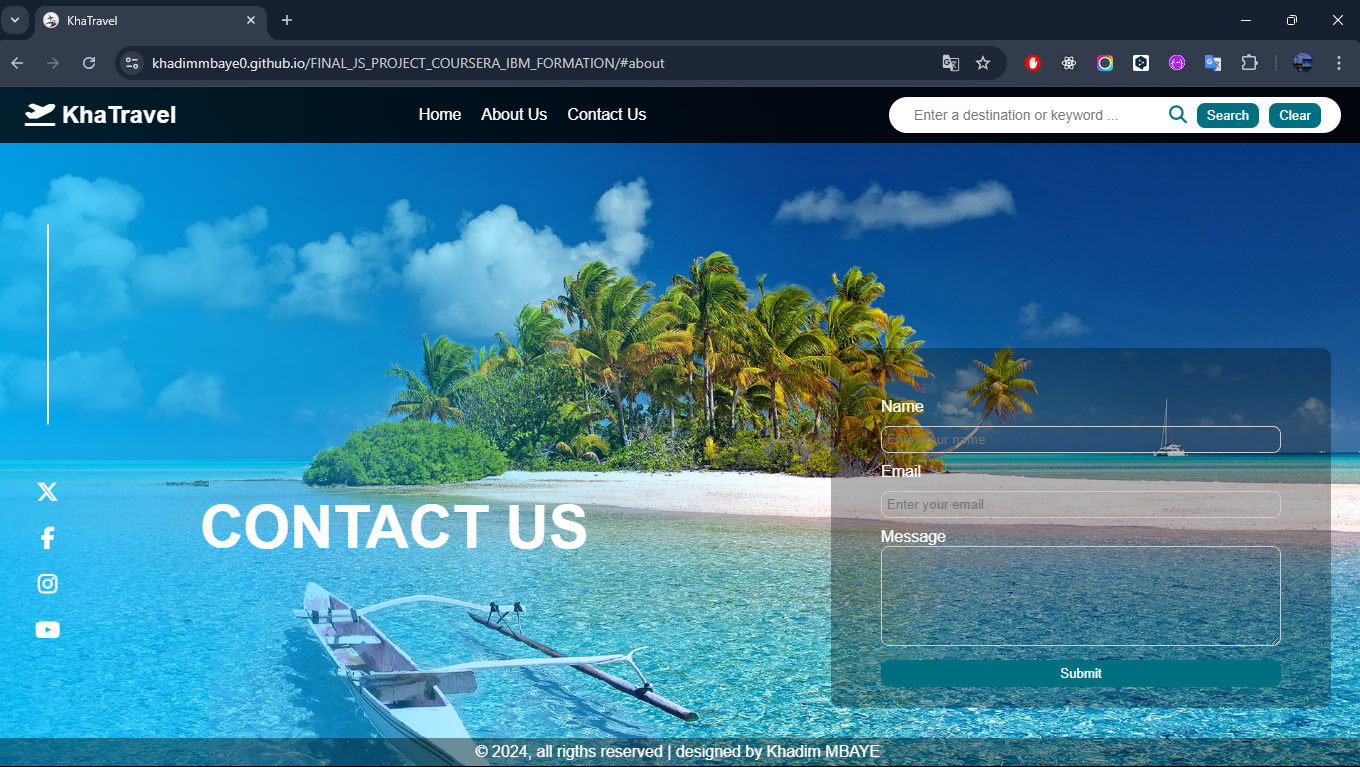 KhaTravel
khadimmbaye0.github.io/FINAL_JS_PROJECT_COURSERA_IBM_FORMATION/#about
KhaTravel
Home
About Us
Contact Us
Enter a destination or keyword ...
Search
Clear
Name
Enter your name
Email
Enter your email
Message
CONTACT US
Submit
© 2024, all rigths reserved | designed by Khadim MBAYE